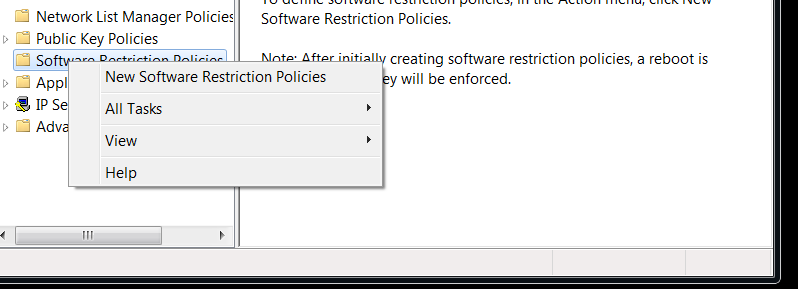 Network List Manager Policies
Public Key Policies
Software Restriction Policies
Appl
IP Se
Adva
New Software Restriction Policies
All Tasks
View
Help
To define software restriction policies, in the Action menu, click New
Software Restriction Policies.
Note: After initially creating software restriction policies, a reboot is
ey will be enforced.